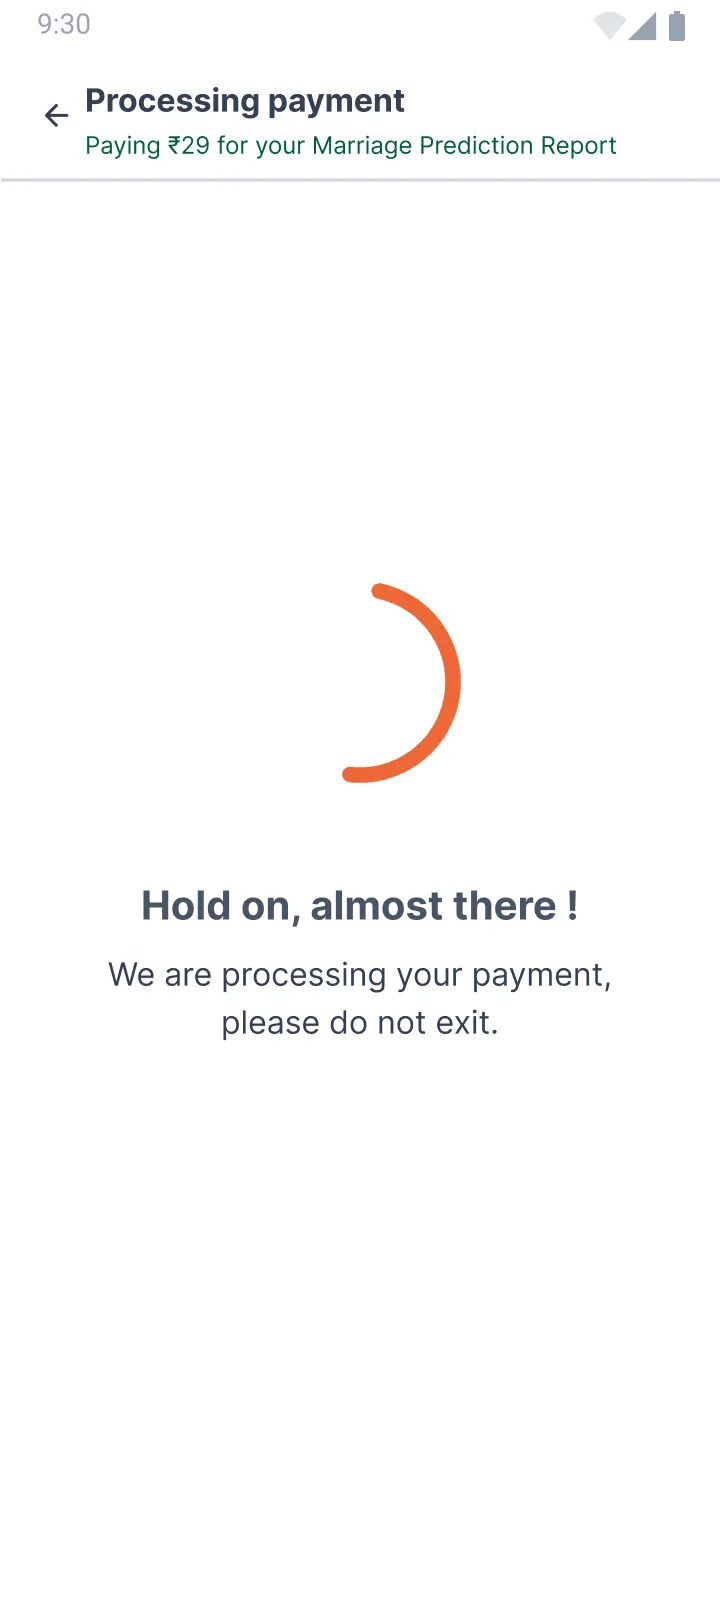 9:30
Processing payment
Paying ₹29 for your Marriage Prediction Report
Hold on, almost there !
We are processing your payment,
please do not exit.